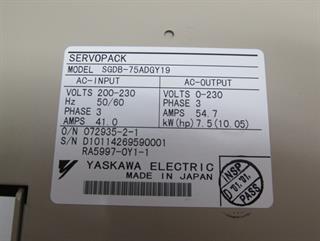 SERVOPACK
MODEL SGDB-75ADGY19
AC-INPUT AC-OUTPUT
VOLTS 200-230 VOLTS 0-230
Hz 50/60 PHASE 3
PHASE 3 AMPS 54.7
AMPS 41.0 kW(hp) 7.5(10.05)
O/N 072935-2-1
S/N D10114269590001
RA5997-0Y1-1
YASKAWA ELECTRIC
MADE IN JAPAN
INSP
D '01.'01.
PASS